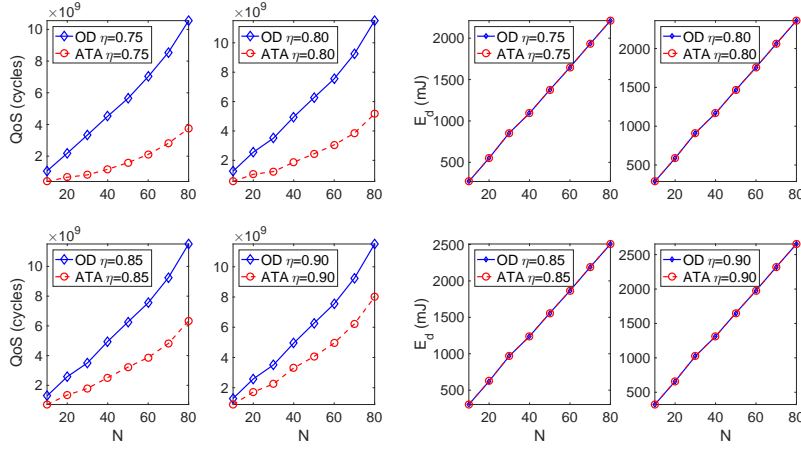 ×10^9
QoS (cycles)
10
8
6
4
2
OD η=0.75
ATA η=0.75
20 40 60 80
×10^9
10
8
6
4
2
OD η=0.80
ATA η=0.80
20 40 60 80
E_d (mJ)
2000
1500
1000
500
OD η=0.75
ATA η=0.75
20 40 60 80
2000
1500
1000
500
OD η=0.80
ATA η=0.80
20 40 60 80
×10^9
QoS (cycles)
10
8
6
4
2
OD η=0.85
ATA η=0.85
20 40 60 80
N
×10^9
10
8
6
4
2
OD η=0.90
ATA η=0.90
20 40 60 80
N
E_d (mJ)
2500
2000
1500
1000
500
OD η=0.85
ATA η=0.85
20 40 60 80
N
2500
2000
1500
1000
500
OD η=0.90
ATA η=0.90
20 40 60 80
N